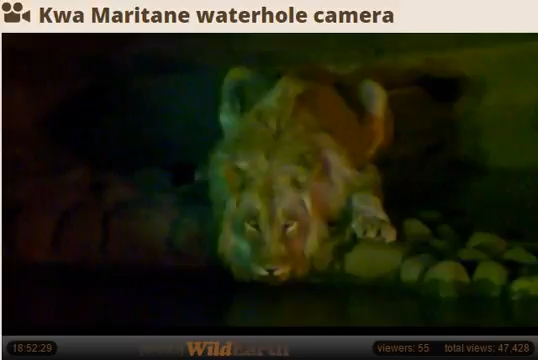 Kwa Maritane waterhole camera
18:52:29
WildEarth
viewers: 55
total views: 47,428